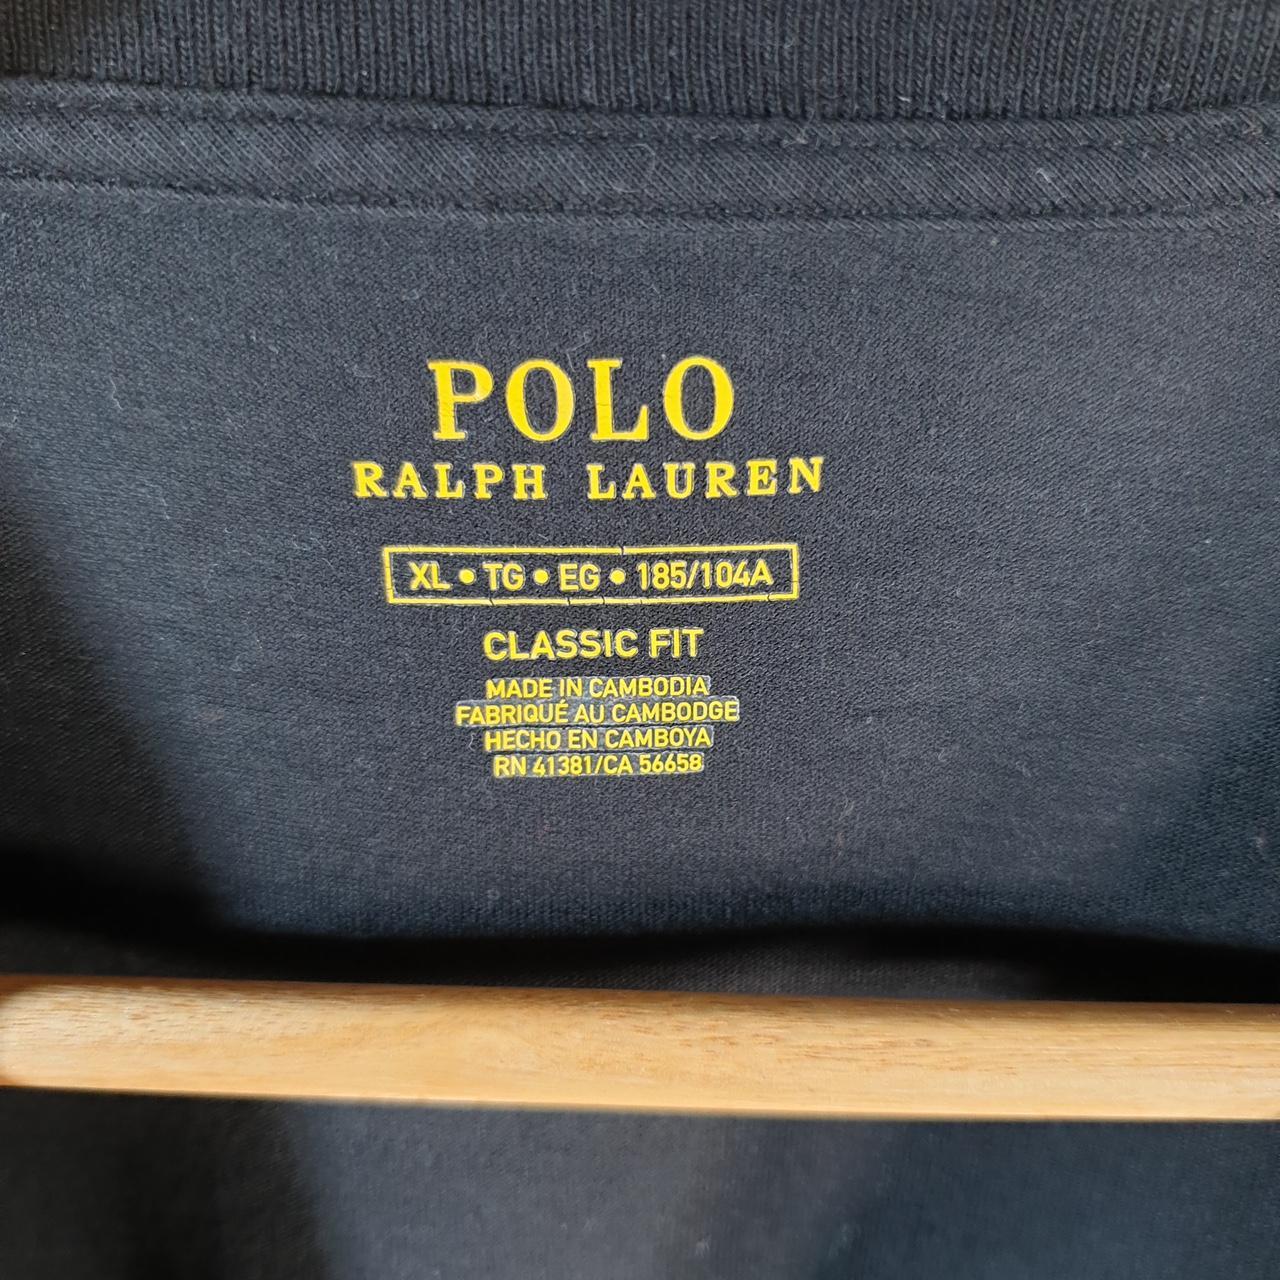 POLO
RALPH LAUREN
XL • TG • EG • 185/104A
CLASSIC FIT
MADE IN CAMBODIA
FABRIQUÉ AU CAMBODGE
HECHO EN CAMBOYA
RN 41381/CA 56658